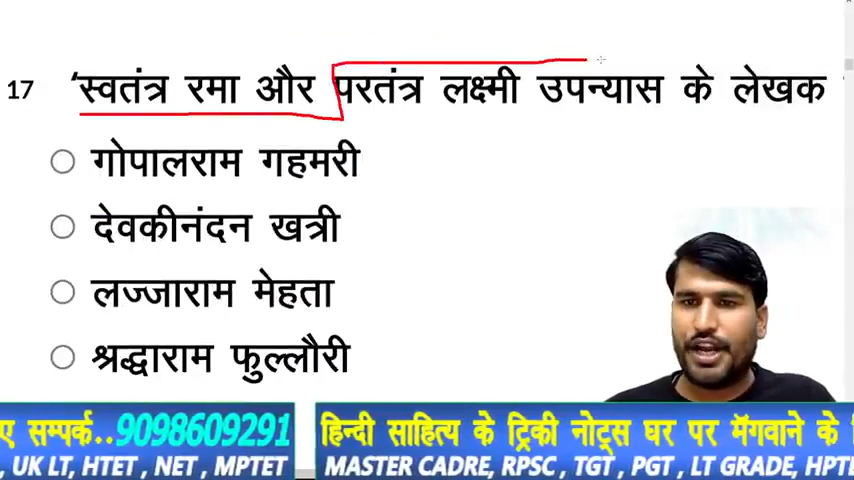 17 'स्वतंत्र रमा और परतंत्र लक्ष्मी उपन्यास के लेखक
गोपालराम गहमरी
देवकीनंदन खत्री
लज्जाराम मेहता
श्रद्धाराम फुल्लौरी
ए सम्पर्क..9098609291
हिन्दी साहित्य के ट्रिकी नोट्स घर पर मॅगवाने के
, UK LT, HTET , NET , MPTET
MASTER CADRE, RPSC , TGT , PGT , LT GRADE, HPTE